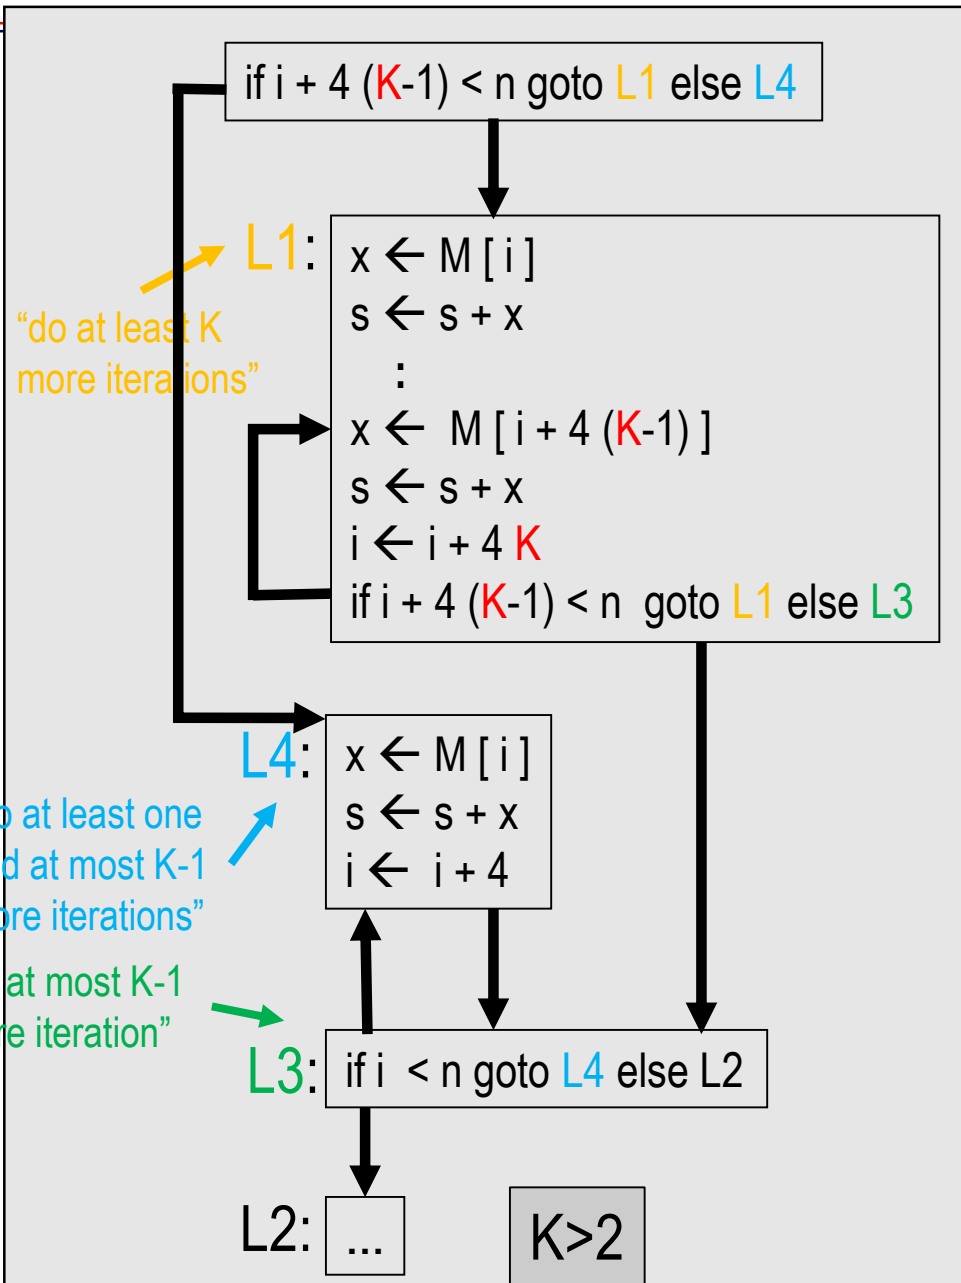 if i + 4 (K-1) < n goto L1 else L4
L1:
x ← M [ i ]
s ← s + x
:
x ← M [ i + 4 (K-1) ]
s ← s + x
i ← i + 4 K
if i + 4 (K-1) < n goto L1 else L3
“do at least K
more iterations”
L4:
x ← M [ i ]
s ← s + x
i ← i + 4
at least one
at most K-1
iterations”
at most K-1
iteration”
L3:
if i < n goto L4 else L2
L2:
...
K>2